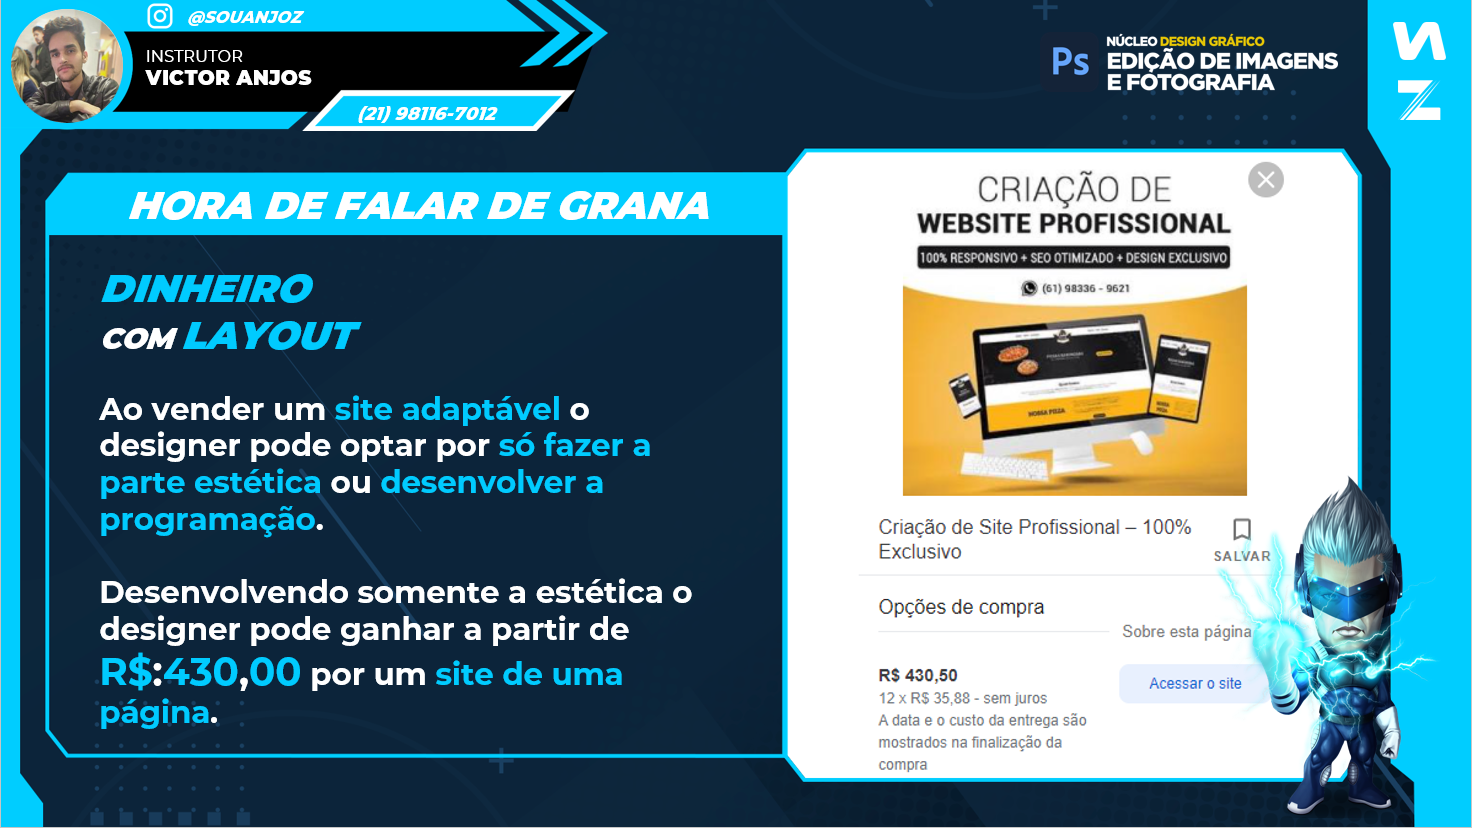 @SOUANJOZ
INSTRUTOR
VICTOR ANJOS
(21) 98116-7012
Ps
NÚCLEO DESIGN GRÁFICO
EDIÇÃO DE IMAGENS
E FOTOGRAFIA
HORA DE FALAR DE GRANA
DINHEIRO
COM LAYOUT
Ao vender um site adaptável o
designer pode optar por só fazer a
parte estética ou desenvolver a
programação.
Desenvolvendo somente a estética o
designer pode ganhar a partir de
R$:430,00 por um site de uma
página.
CRIAÇÃO DE
WEBSITE PROFISSIONAL
100% RESPONSIVO + SEO OTIMIZADO + DESIGN EXCLUSIVO
(61) 98336 - 9621
NOSSA PIZZA
Criação de Site Profissional – 100%
Exclusivo
SALVAR
Opções de compra
Sobre esta página
R$ 430,50
12 x R$ 35,88 - sem juros
A data e o custo da entrega são
mostrados na finalização da
compra
Acessar o site